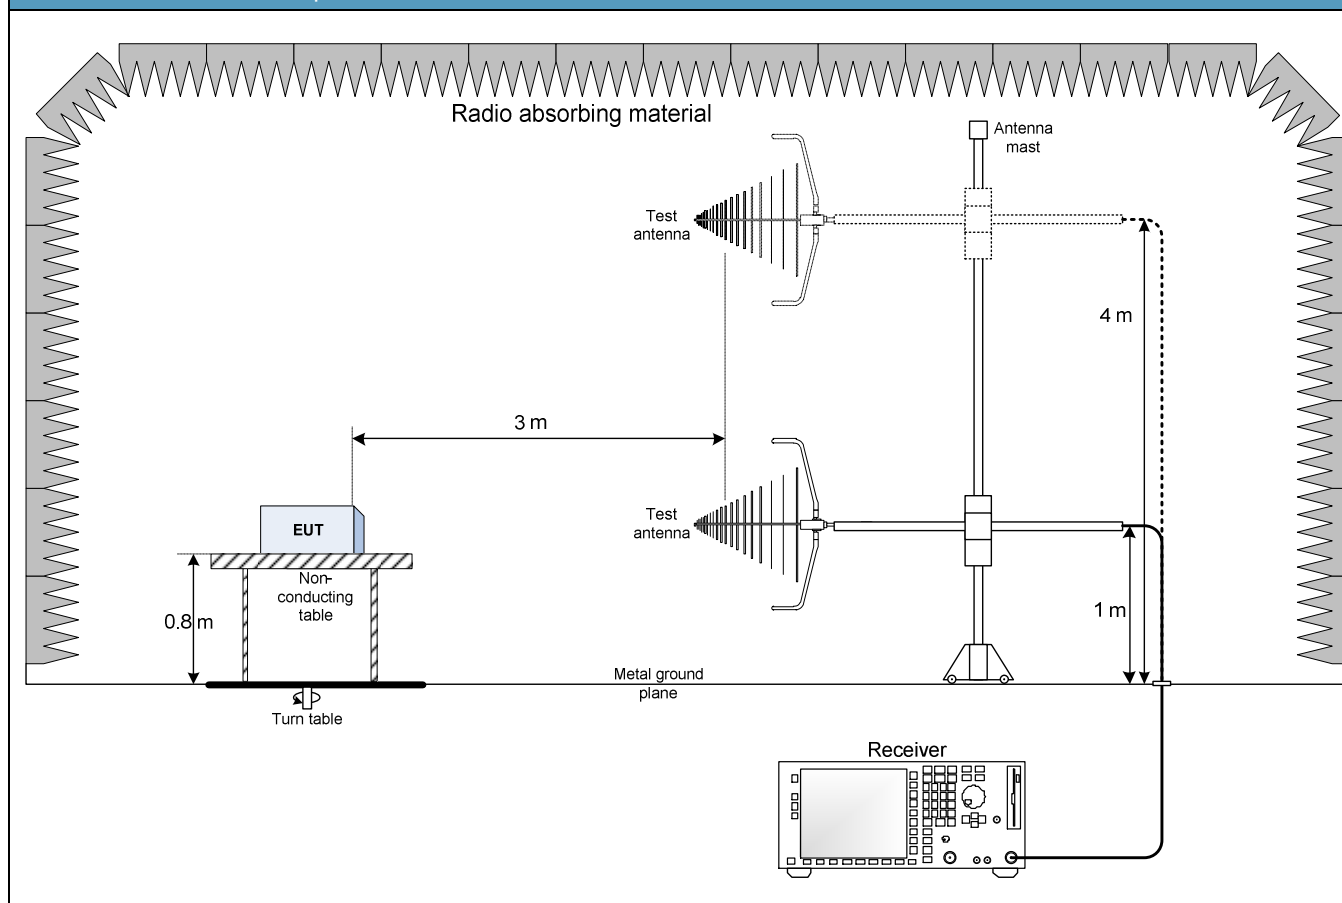 Radio absorbing material
Antenna
mast
Test
antenna
4 m
3 m
Test
antenna
EUT
Non-
conducting
table
0.8 m
1 m
Metal ground
plane
Turn table
Receiver